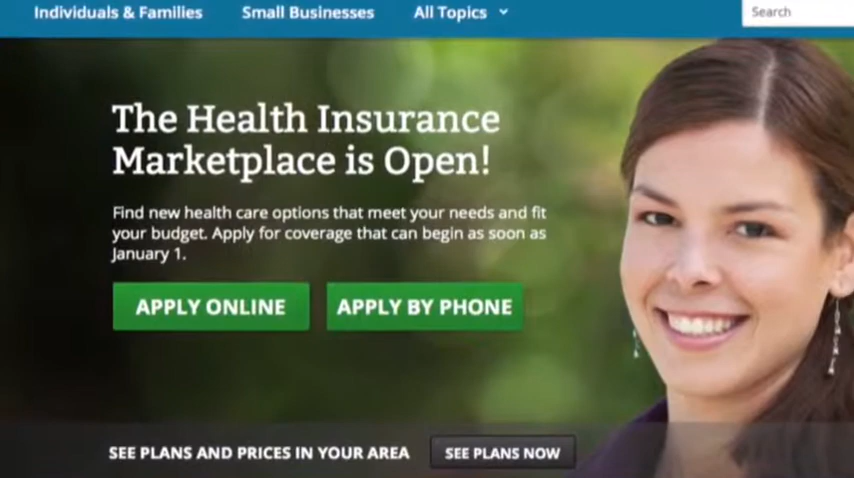 Individuals & Families Small Businesses All Topics Search
The Health Insurance
Marketplace is Open!
Find new health care options that meet your needs and fit
your budget. Apply for coverage that can begin as soon as
January 1.
APPLY ONLINE APPLY BY PHONE
SEE PLANS AND PRICES IN YOUR AREA SEE PLANS NOW